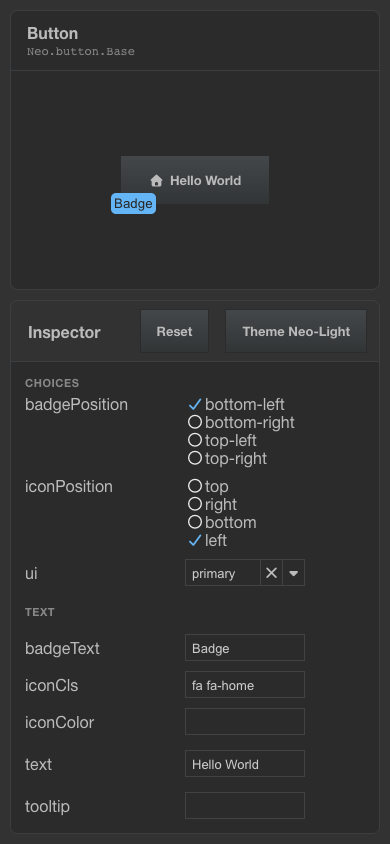 Button
Neo.button.Base
Hello World
Badge
Inspector
Reset
Theme Neo-Light
CHOICES
badgePosition
bottom-left
bottom-right
top-left
top-right
iconPosition
top
right
bottom
left
ui
primary
TEXT
badgeText
Badge
iconCls
fa fa-home
iconColor
text
Hello World
tooltip